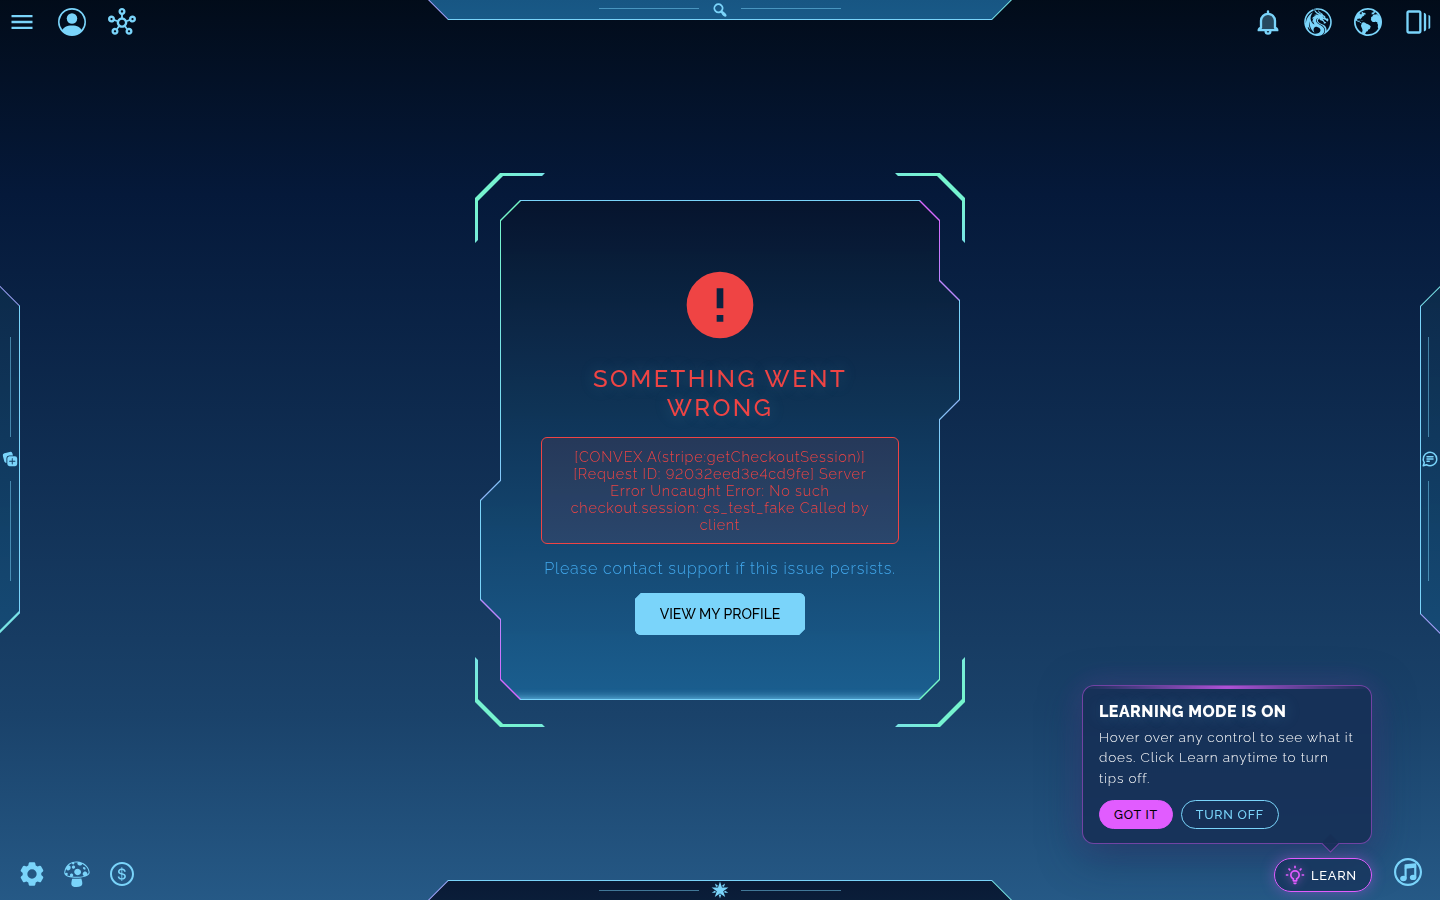 SOMETHING WENT
WRONG
[CONVEX A(stripe:getCheckoutSession)]
[Request ID: 92032eed3e4cd9fe] Server
Error Uncaught Error: No such
checkout.session: cs_test_fake Called by
client
Please contact support if this issue persists.
VIEW MY PROFILE
LEARNING MODE IS ON
Hover over any control to see what it
does. Click Learn anytime to turn
tips off.
GOT IT
TURN OFF
LEARN